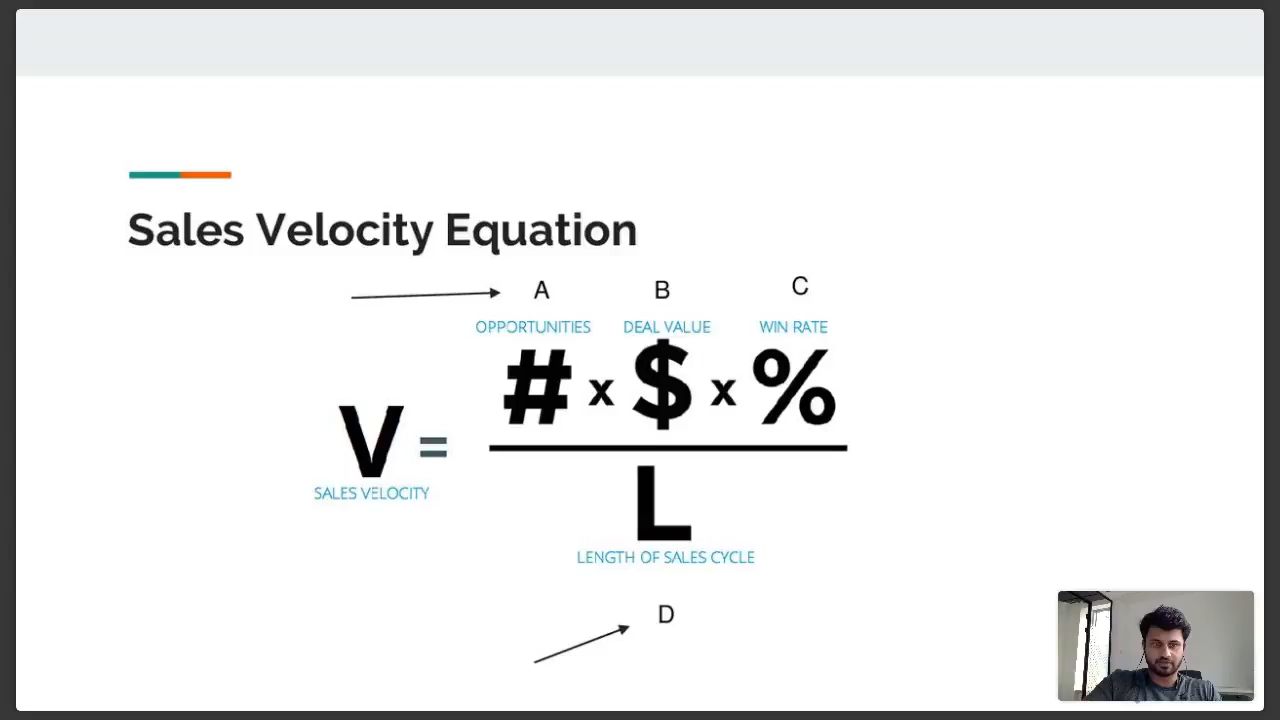 Sales Velocity Equation
A B C
OPPORTUNITIES DEAL VALUE WIN RATE
# x $ x %
V =
SALES VELOCITY
L
LENGTH OF SALES CYCLE
D